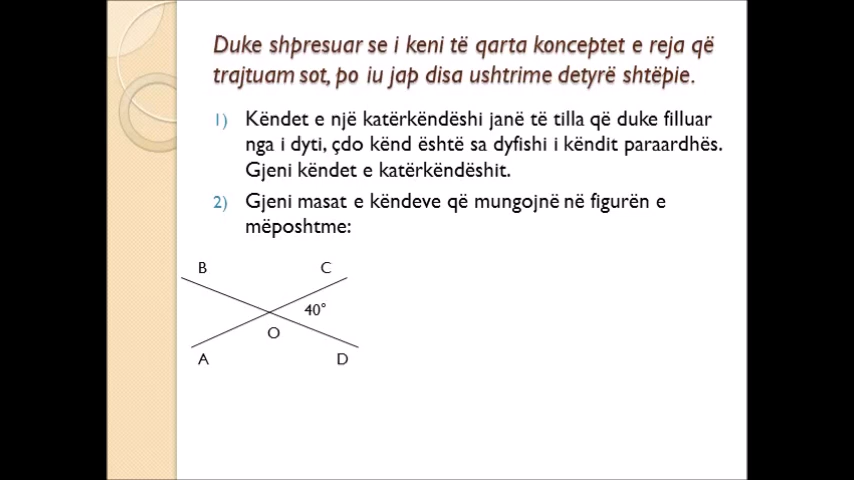 Duke shpresuar se i keni të qarta konceptet e reja që
trajtuam sot, po iu jap disa ushtrime detyrë shtëpie.
1) Këndet e një katërkëndëshi janë të tilla që duke filluar
nga i dyti, çdo kënd është sa dyfishi i këndit paraardhës.
Gjeni këndet e katërkëndëshit.
2) Gjeni masat e këndeve që mungojnë në figurën e
mëposhtme:
B C
40°
O
A D